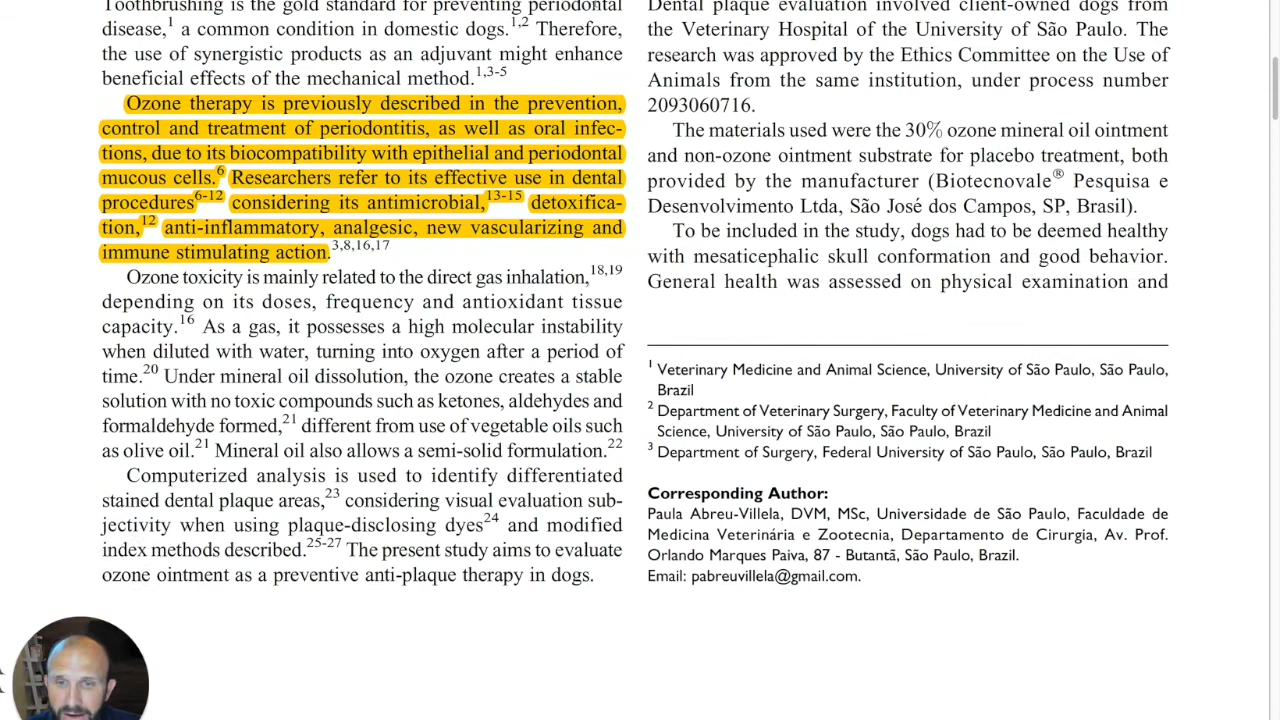 Toothbrushing is the gold standard for preventing periodontal
disease,1 a common condition in domestic dogs.1,2 Therefore,
the use of synergistic products as an adjuvant might enhance
beneficial effects of the mechanical method.1,3-5
Ozone therapy is previously described in the prevention,
control and treatment of periodontitis, as well as oral infec-
tions, due to its biocompatibility with epithelial and periodontal
mucous cells.6 Researchers refer to its effective use in dental
procedures6-12 considering its antimicrobial,13-15 detoxifica-
tion,12 anti-inflammatory, analgesic, new vascularizing and
immune stimulating action.3,8,16,17
Ozone toxicity is mainly related to the direct gas inhalation,18,19
depending on its doses, frequency and antioxidant tissue
capacity.16 As a gas, it possesses a high molecular instability
when diluted with water, turning into oxygen after a period of
time.20 Under mineral oil dissolution, the ozone creates a stable
solution with no toxic compounds such as ketones, aldehydes and
formaldehyde formed,21 different from use of vegetable oils such
as olive oil.21 Mineral oil also allows a semi-solid formulation.22
Computerized analysis is used to identify differentiated
stained dental plaque areas,23 considering visual evaluation sub-
jectivity when using plaque-disclosing dyes24 and modified
index methods described.25-27 The present study aims to evaluate
ozone ointment as a preventive anti-plaque therapy in dogs.
Dental plaque evaluation involved client-owned dogs from
the Veterinary Hospital of the University of São Paulo. The
research was approved by the Ethics Committee on the Use of
Animals from the same institution, under process number
2093060716.
The materials used were the 30% ozone mineral oil ointment
and non-ozone ointment substrate for placebo treatment, both
provided by the manufacturer (Biotecnovale® Pesquisa e
Desenvolvimento Ltda, São José dos Campos, SP, Brasil).
To be included in the study, dogs had to be deemed healthy
with mesaticephalic skull conformation and good behavior.
General health was assessed on physical examination and
1 Veterinary Medicine and Animal Science, University of São Paulo, São Paulo,
Brazil
2 Department of Veterinary Surgery, Faculty of Veterinary Medicine and Animal
Science, University of São Paulo, São Paulo, Brazil
3 Department of Surgery, Federal University of São Paulo, São Paulo, Brazil
Corresponding Author:
Paula Abreu-Villela, DVM, MSc, Universidade de São Paulo, Faculdade de
Medicina Veterinária e Zootecnia, Departamento de Cirurgia, Av. Prof.
Orlando Marques Paiva, 87 - Butantã, São Paulo, Brazil.
Email: pabreuvillela@gmail.com.